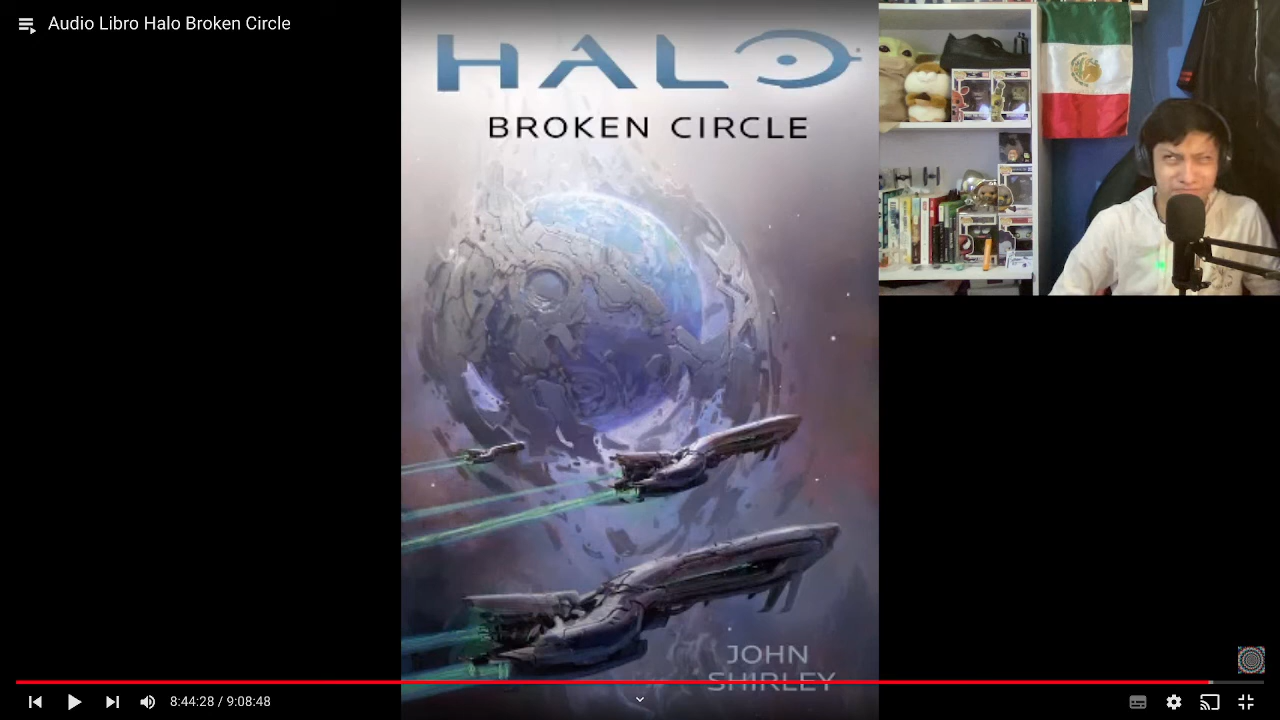 Audio Libro Halo Broken Circle
HALO
BROKEN CIRCLE
JOHN
SHIRLEY
8:44:28 / 9:08:48